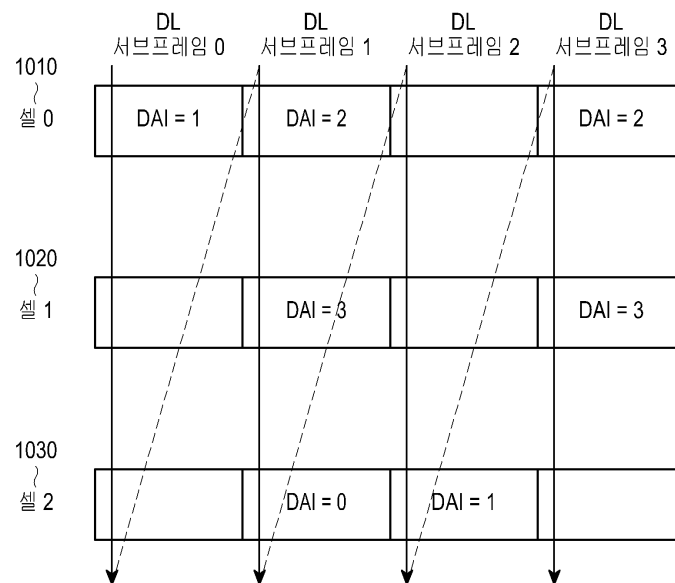 DL
서브프레임 0
DL
서브프레임 1
DL
서브프레임 2
DL
서브프레임 3
1010
셀 0
DAI = 1
DAI = 2
DAI = 2
1020
셀 1
DAI = 3
DAI = 3
1030
셀 2
DAI = 0
DAI = 1